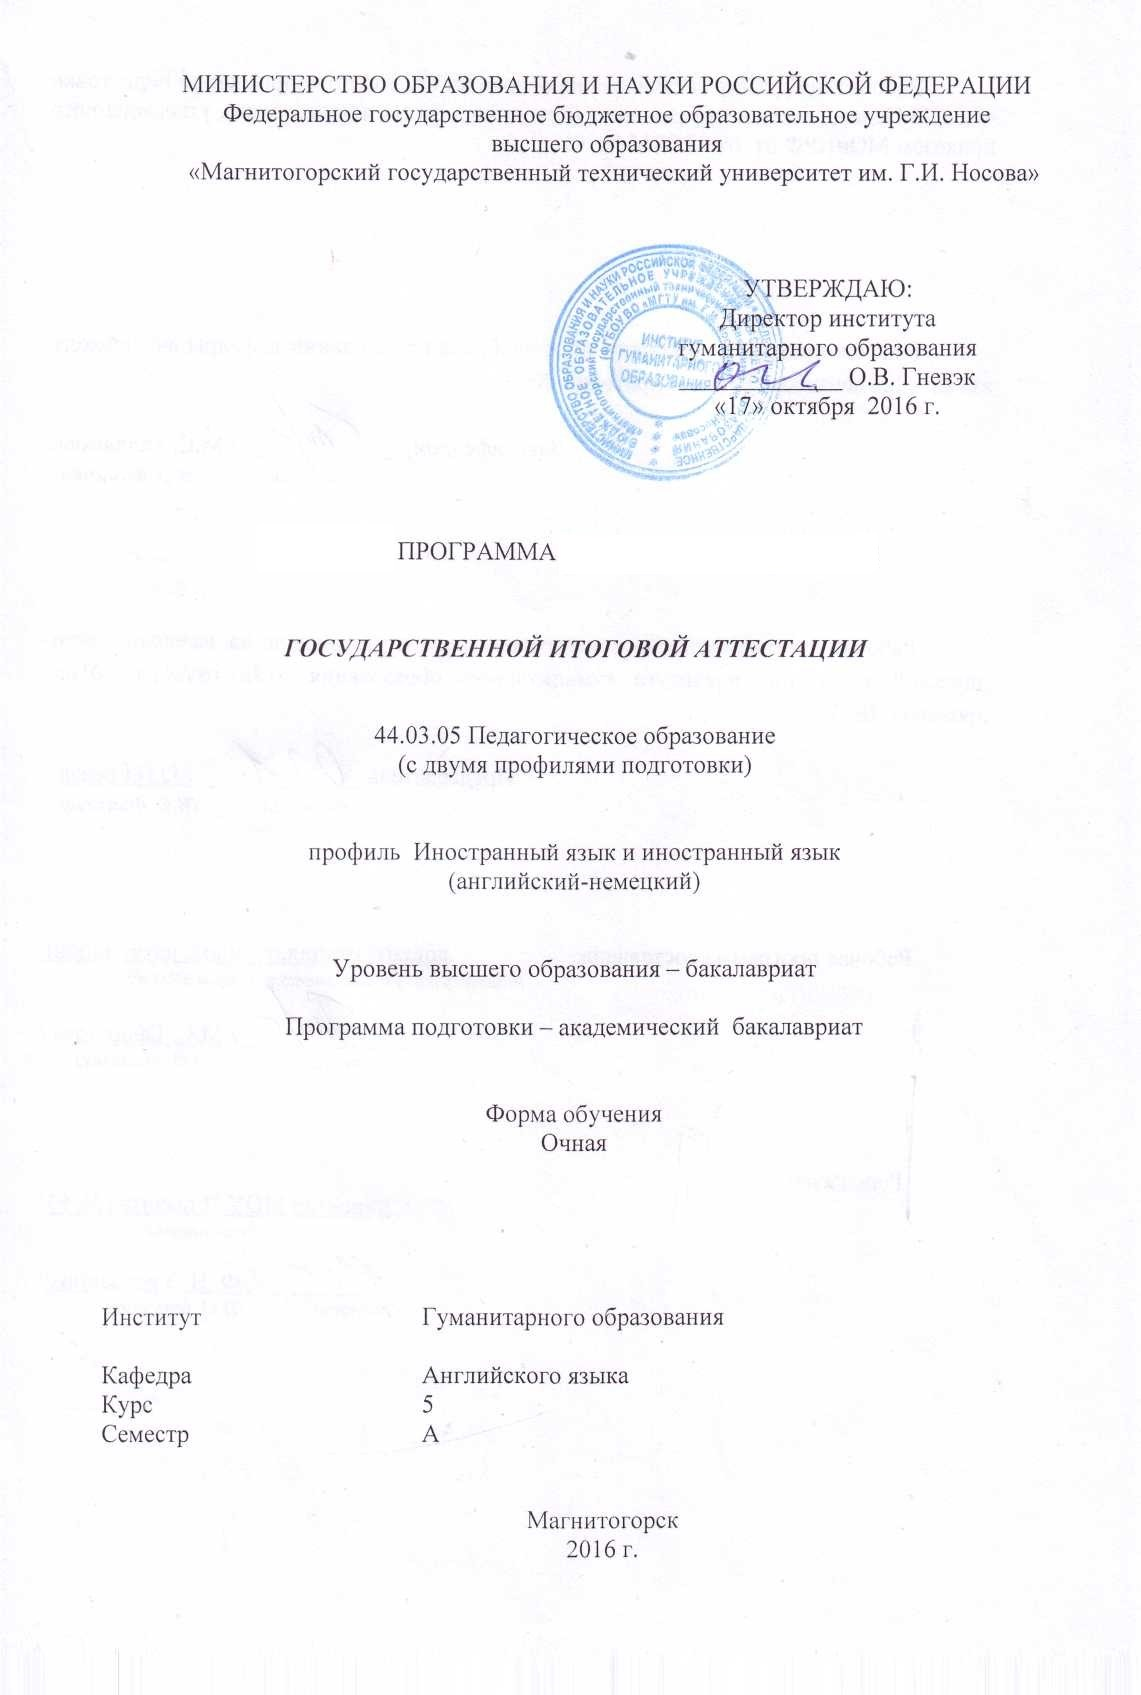 МИНИСТЕРСТВО ОБРАЗОВАНИЯ И НАУКИ РОССИЙСКОЙ ФЕДЕРАЦИИ
Федеральное государственное бюджетное образовательное учреждение
высшего образования
«Магнитогорский государственный технический университет им. Г.И. Носова»
УТВЕРЖДАЮ:
Директор института
гуманитарного образования
О.В. Гневэк
«17» октября 2016 г.
ИНСТИТУТ
ГУМАНИТАРНОГО
ОБРАЗОВАНИЯ
ПРОГРАММА
ГОСУДАРСТВЕННОЙ ИТОГОВОЙ АТТЕСТАЦИИ
44.03.05 Педагогическое образование
(с двумя профилями подготовки)
профиль Иностранный язык и иностранный язык
(английский-немецкий)
Уровень высшего образования – бакалавриат
Программа подготовки – академический бакалавриат
Форма обучения
Очная
Институт Гуманитарного образования
Кафедра Английского языка
Курс 5
Семестр А
Магнитогорск
2016 г.